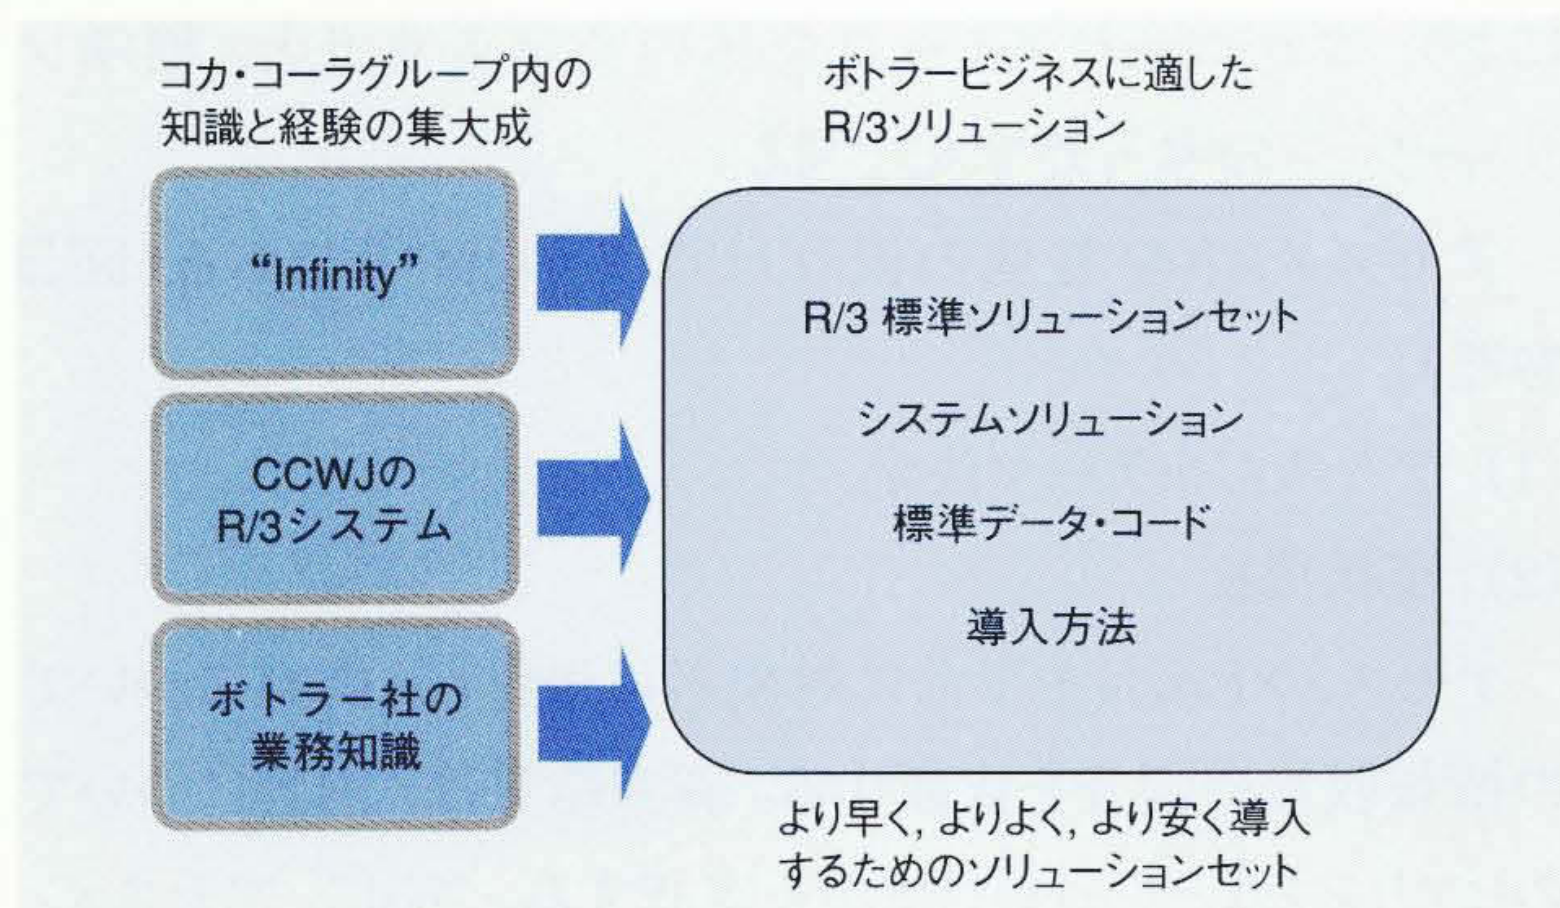 コカ・コーラグループ内の
知識と経験の集大成
“Infinity”
CCWJの
R/3システム
ボトラー社の
業務知識
ボトラービジネスに適した
R/3ソリューション
R/3 標準ソリューションセット
システムソリューション
標準データ・コード
導入方法
より早く, よりよく, より安く導入
するためのソリューションセット